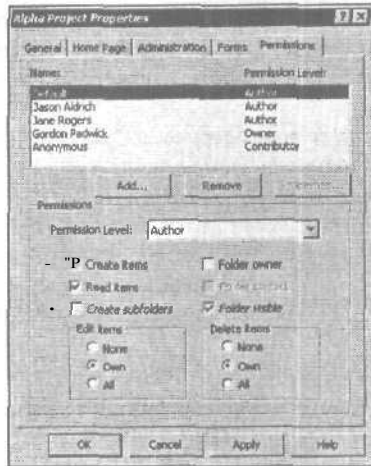 Alpha Project Properties
General Home Page Administration Forms Permissions
Name: Permission Level:
Default Author
Jason Aldrich Author
Jane Rogers Author
Gordon Padwick Owner
Anonymous Contributor
Add... Remove
Permissions
Permission Level: Author
- "P Create items Folder owner
Read items
• Create subfolders Folder visible
Edit items Delete items
None None
Own Own
All All
OK Cancel Apply Help